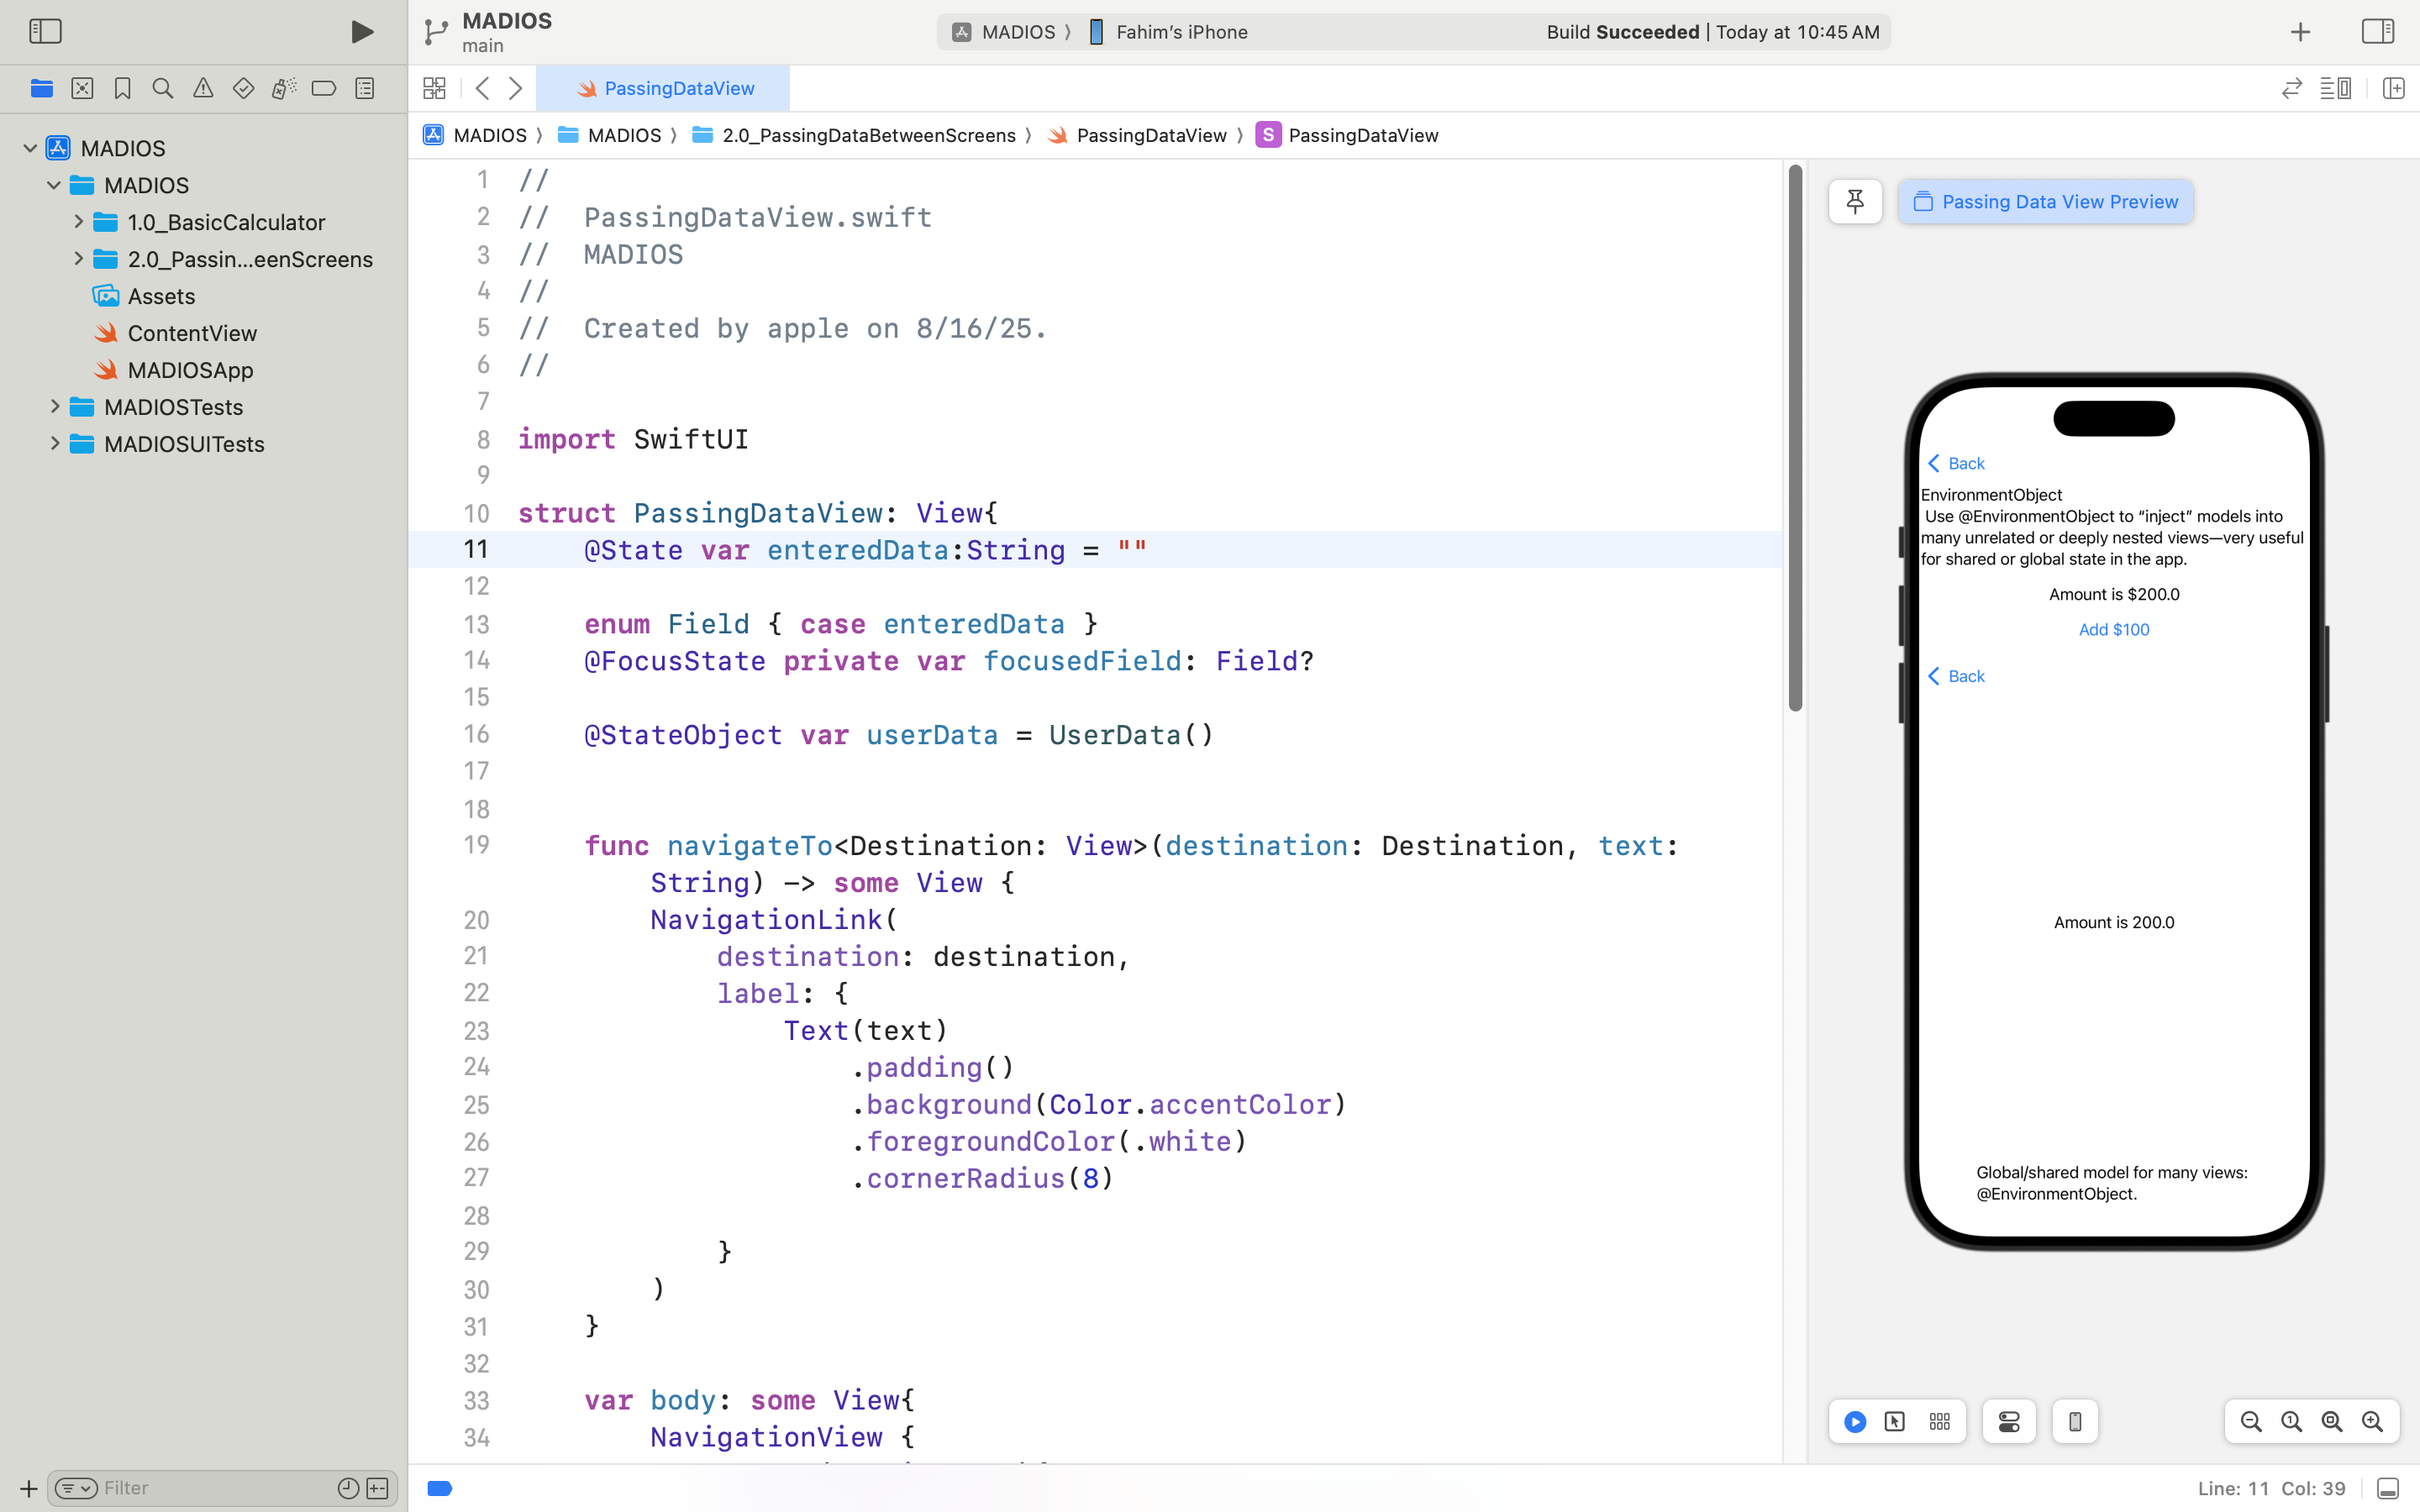 MADIOS
main
MADIOS 〉 Fahim's iPhone
Build Succeeded | Today at 10:45 AM
PassingDataView
MADIOS 〉 MADIOS 〉 2.0_PassingDataBetweenScreens 〉 PassingDataView 〉 S PassingDataView
MADIOS
MADIOS
1.0_BasicCalculator
2.0_Passin...eenScreens
Assets
ContentView
MADIOSApp
MADIOSTests
MADIOSUITests
Filter
1 //
2 //  PassingDataView.swift
3 //  MADIOS
4 //
5 //  Created by apple on 8/16/25.
6 //
7
8 import SwiftUI
9
10 struct PassingDataView: View{
11     @State var enteredData:String = ""
12
13     enum Field { case enteredData }
14     @FocusState private var focusedField: Field?
15
16     @StateObject var userData = UserData()
17
18
19     func navigateTo<Destination: View>(destination: Destination, text:
        String) -> some View {
20         NavigationLink(
21             destination: destination,
22             label: {
23                 Text(text)
24                     .padding()
25                     .background(Color.accentColor)
26                     .foregroundColor(.white)
27                     .cornerRadius(8)
28
29             }
30         )
31     }
32
33     var body: some View{
34         NavigationView {
Passing Data View Preview
Back
EnvironmentObject
Use @EnvironmentObject to “inject” models into
many unrelated or deeply nested views—very useful
for shared or global state in the app.
Amount is $200.0
Add $100
Back
Amount is 200.0
Global/shared model for many views:
@EnvironmentObject.
Line: 11 Col: 39